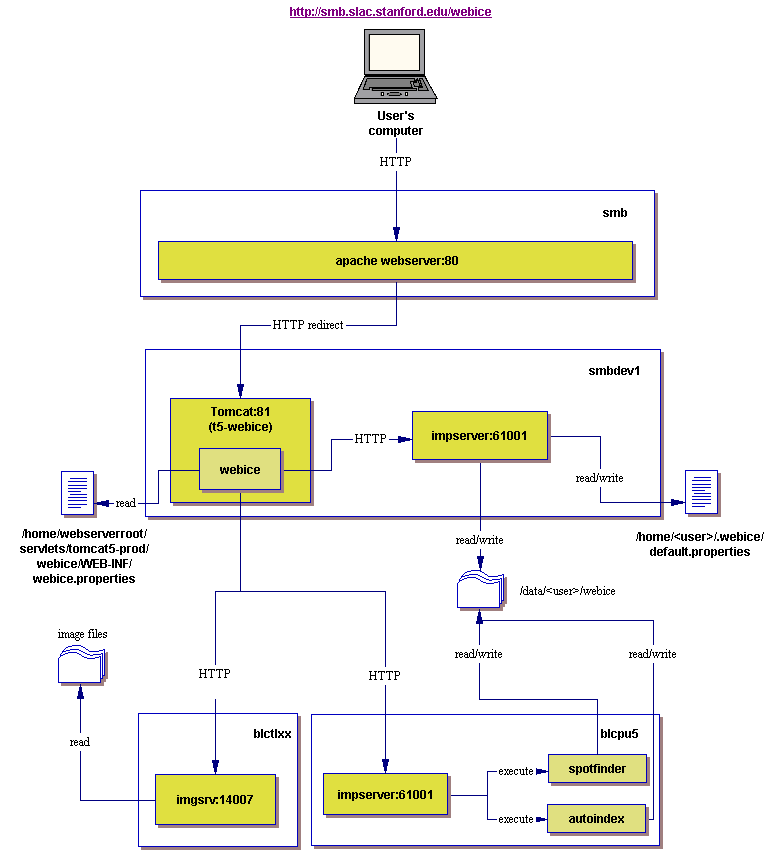 http://smb.slac.stanford.edu/webice
User's
computer
HTTP
smb
apache webserver:80
HTTP redirect
smbdev1
Tomcat:81
(t5-webice)
webice
HTTP
impserver:61001
read
read/write
/home/webserverroot/
servlets/tomcat5-prod/
webice/WEB-INF/
webice.properties
/home/<user>/.webice/
default.properties
read/write
/data/<user>/webice
image files
HTTP
HTTP
read/write
read/write
read
blctlxx
imgsrv:14007
blcpu5
impserver:61001
execute
spotfinder
execute
autoindex